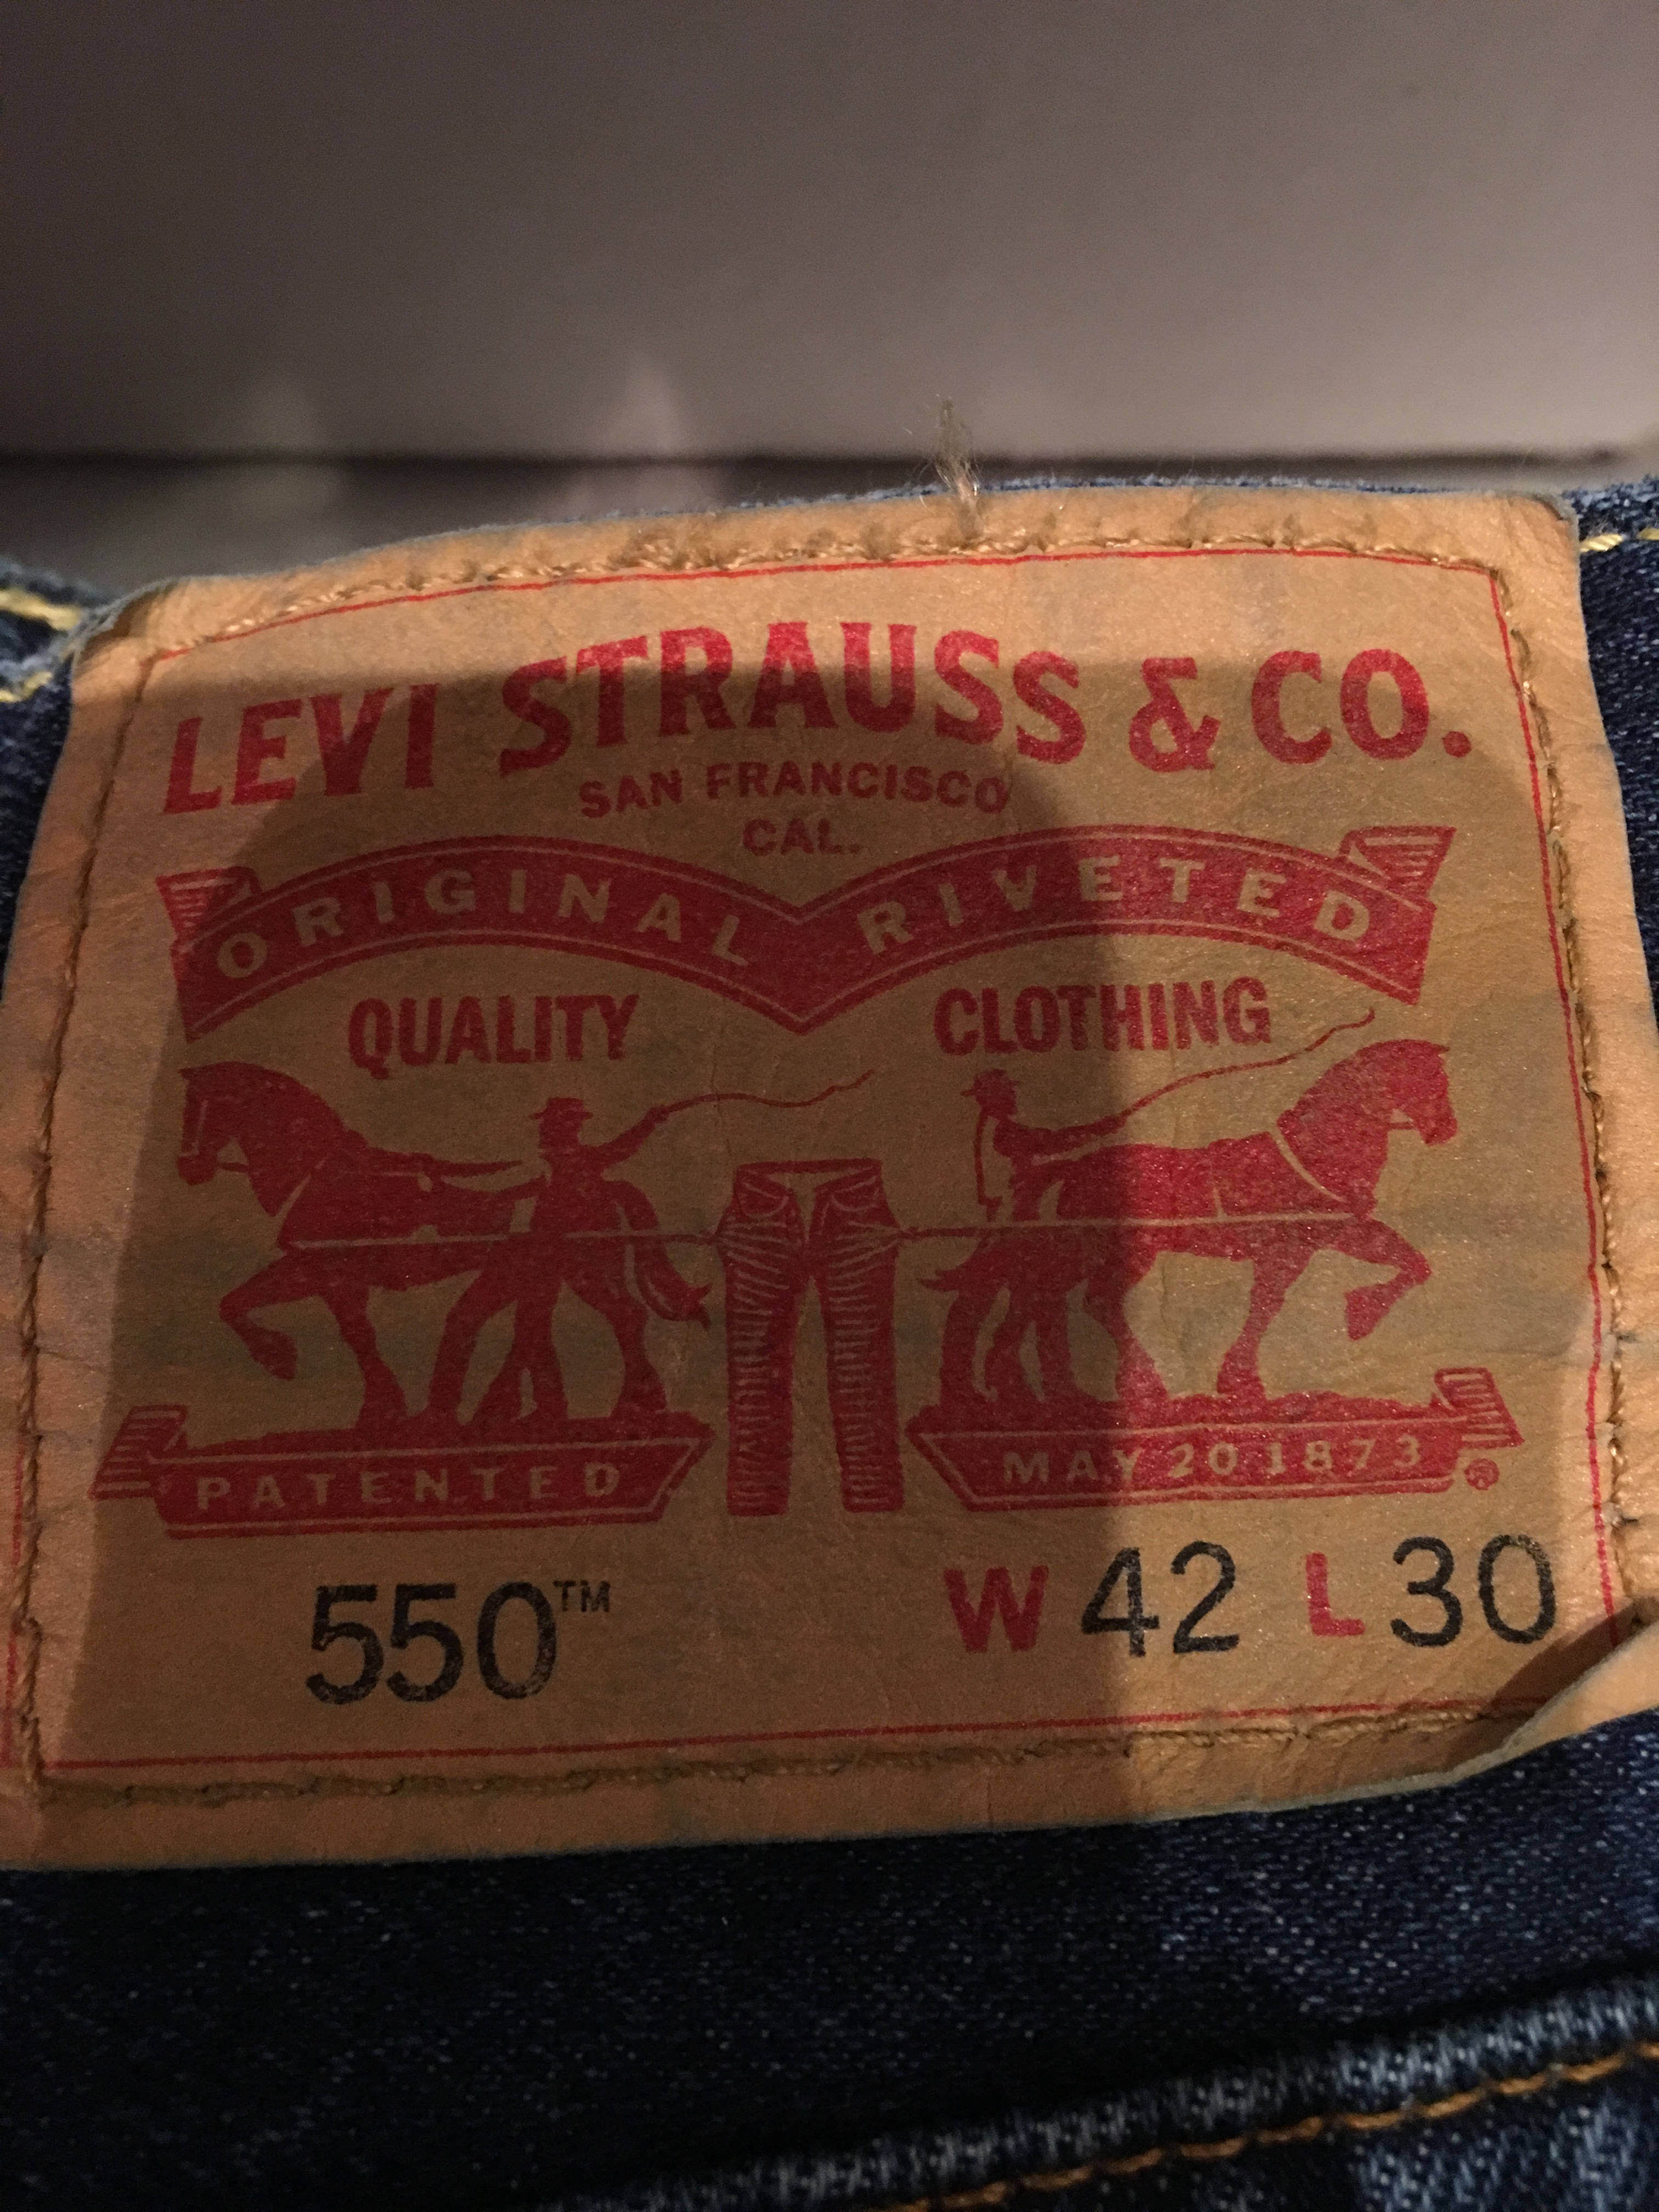 LEVI STRAUSS & CO.
SAN FRANCISCO
CAL.
ORIGINAL RIVETED
QUALITY CLOTHING
PATENTED MAY 20 1873 ®
550™ W 42 L 30